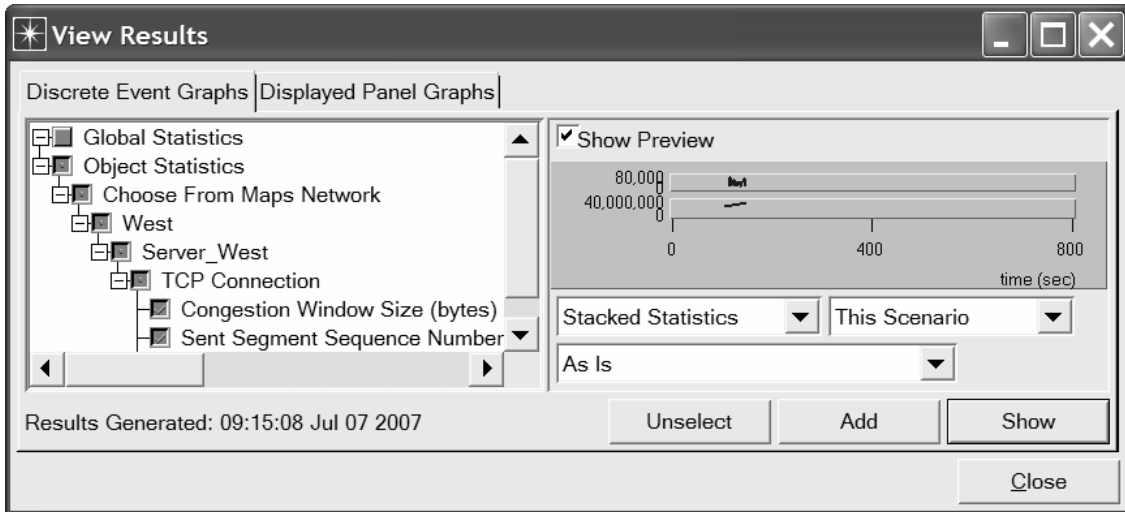 View Results
Discrete Event Graphs
Displayed Panel Graphs
Global Statistics
Object Statistics
Choose From Maps Network
West
Server_West
TCP Connection
Congestion Window Size (bytes)
Sent Segment Sequence Number
Show Preview
80,000
0
40,000,000
0
0 400 800
time (sec)
Stacked Statistics
This Scenario
As Is
Results Generated: 09:15:08 Jul 07 2007
Unselect
Add
Show
Close